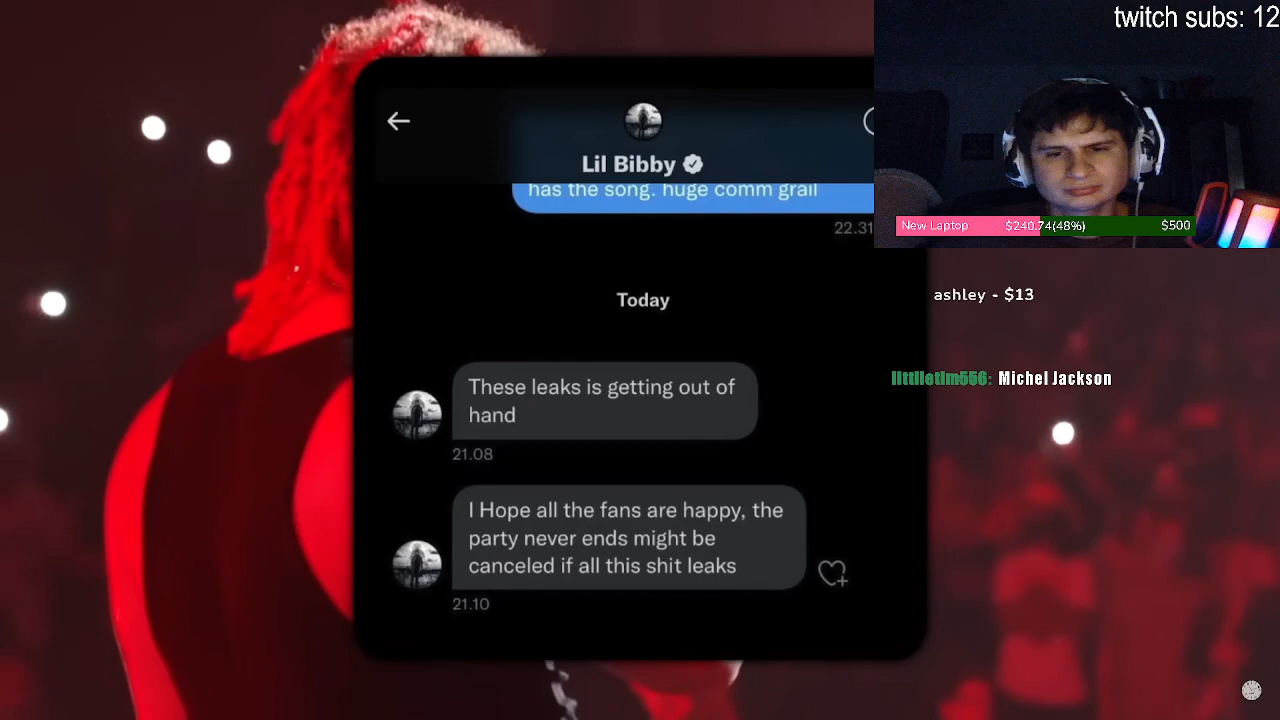 twitch subs: 12
Lil Bibby
has the song. huge comm grail
22.31
New Laptop $240.74(48%) $500
Today
ashley - $13
These leaks is getting out of
hand
21.08
littlletim556: Michel Jackson
I Hope all the fans are happy, the
party never ends might be
canceled if all this shit leaks
21.10